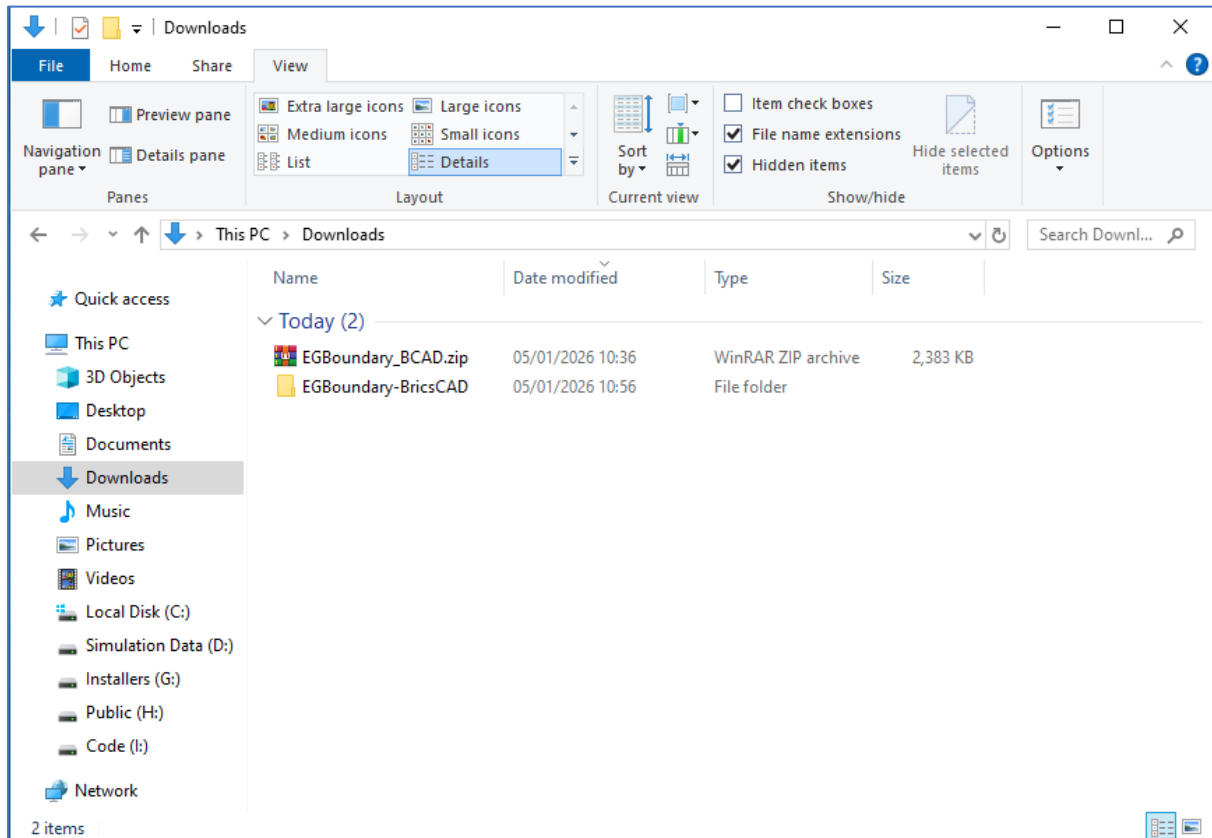 Downloads
File Home Share View
Navigation pane
Preview pane
Details pane
Panes
Extra large icons Large icons
Medium icons Small icons
List Details
Layout
Sort by
Current view
Item check boxes
File name extensions
Hidden items
Hide selected items
Show/hide
Options
This PC Downloads
Search Downl...
Quick access
This PC
3D Objects
Desktop
Documents
Downloads
Music
Pictures
Videos
Local Disk (C:)
Simulation Data (D:)
Installers (G:)
Public (H:)
Code (I:)
Network
Name Date modified Type Size
Today (2)
EGBoundary_BCAD.zip 05/01/2026 10:36 WinRAR ZIP archive 2,383 KB
EGBoundary-BricsCAD 05/01/2026 10:56 File folder
2 items